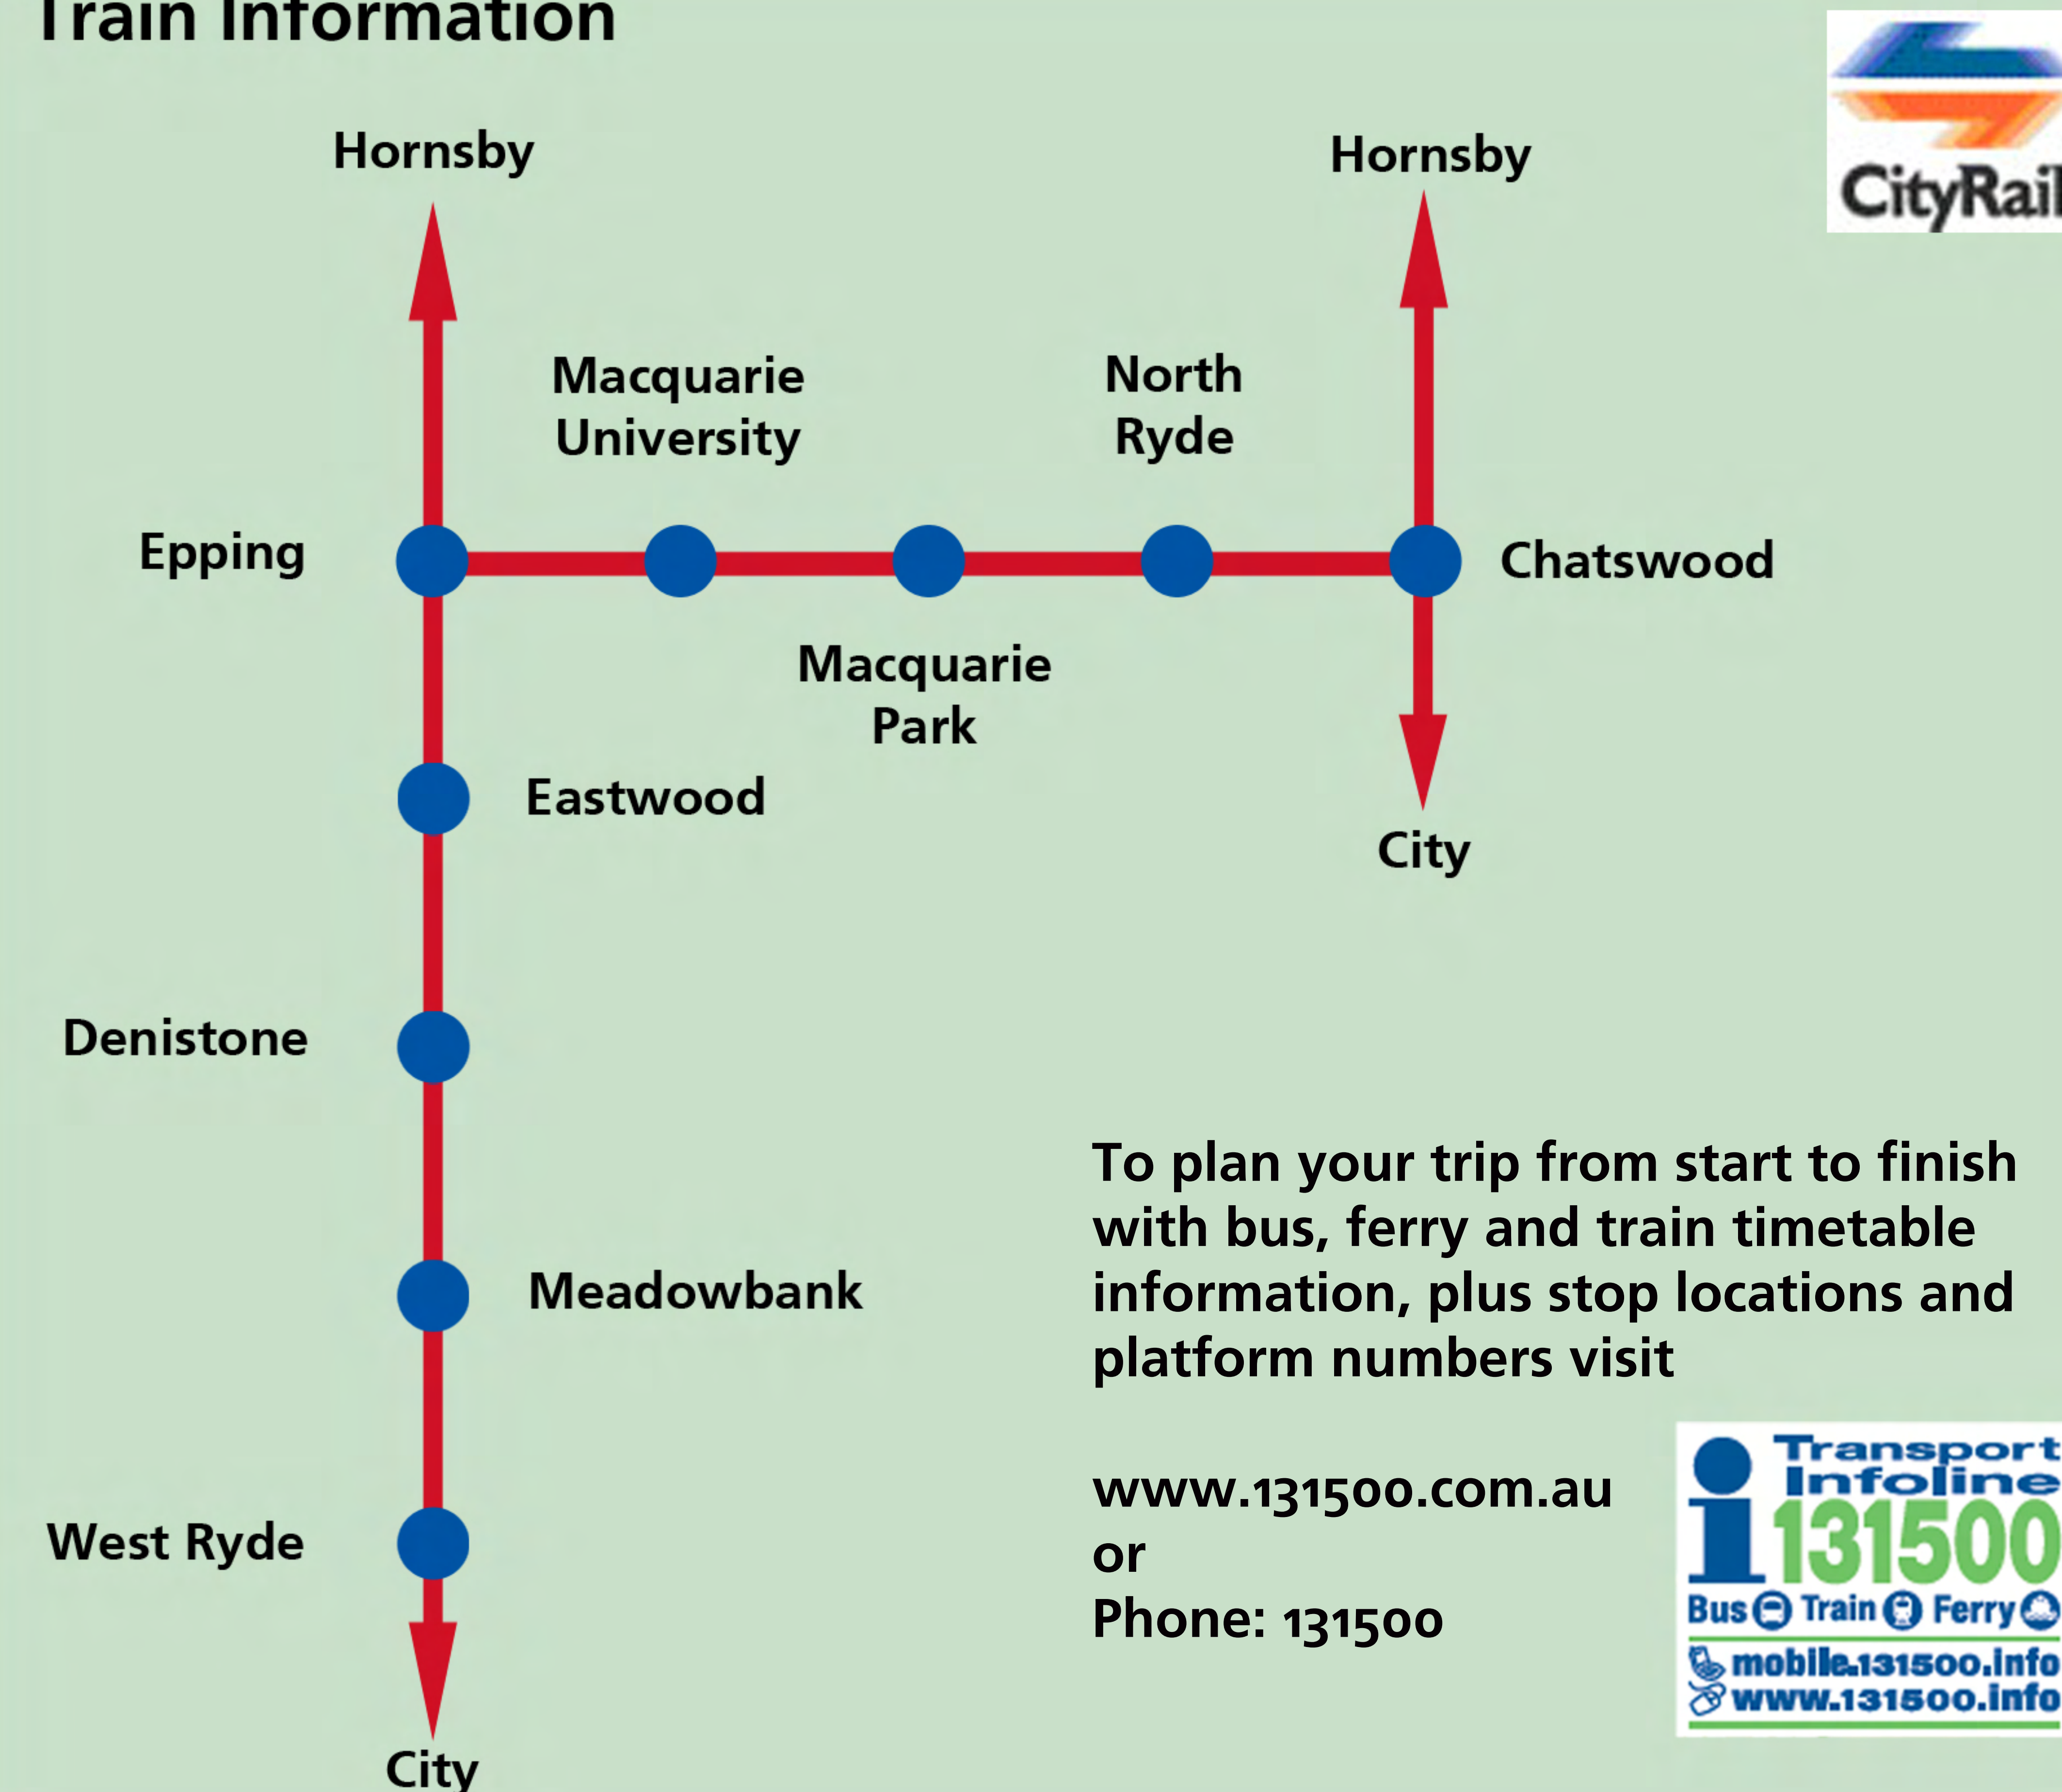 Train Information
CityRail
Hornsby
Hornsby
Macquarie
University
North
Ryde
Epping
Chatswood
Macquarie
Park
Eastwood
City
Denistone
Meadowbank
West Ryde
City
To plan your trip from start to finish
with bus, ferry and train timetable
information, plus stop locations and
platform numbers visit
www.131500.com.au
or
Phone: 131500
i
Transport
Infoline
131500
Bus Train Ferry
mobile.131500.info
www.131500.info